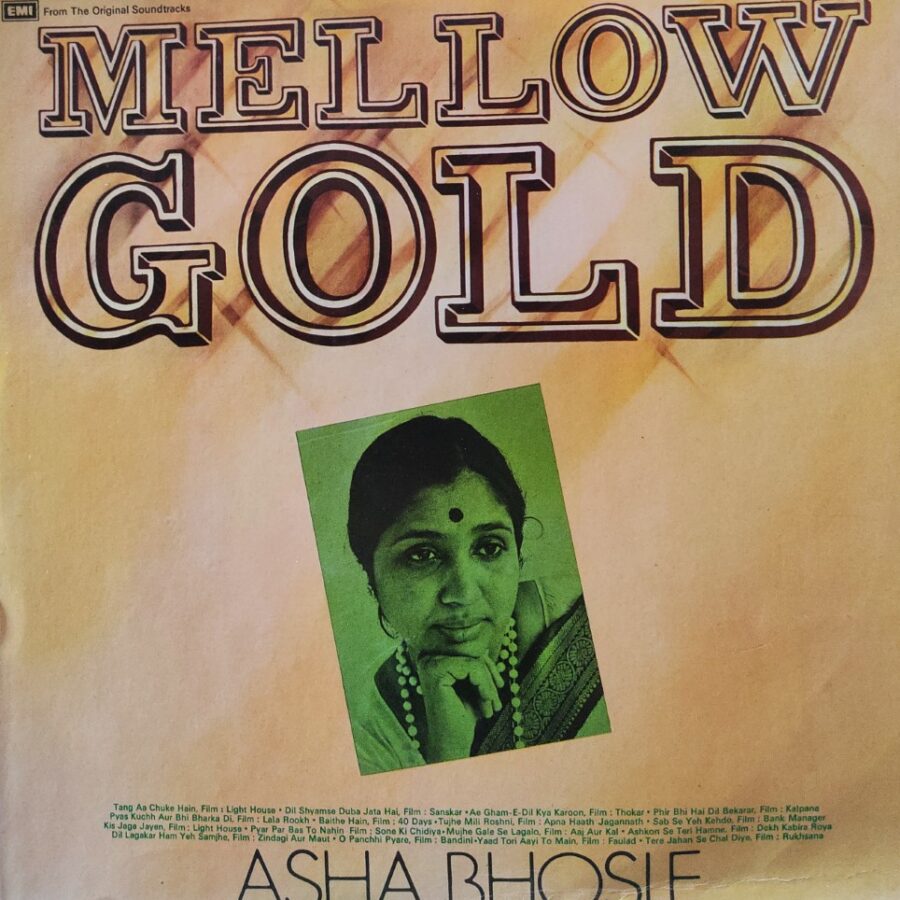 EMI From The Original Soundtracks
MELLOW
GOLD
Tang Aa Chuke Hain, Film : Light House • Dil Shyamse Duba Jata Hai, Film : Sanskar • Ae Gham-E-Dil Kya Karoon, Film : Thokar • Phir Bhi Hai Dil Bekarar, Film : Kalpana
Pyas Kuchh Aur Bhi Bharka Di, Film : Lala Rookh • Baithe Hain, Film : 40 Days • Tujhe Mili Roshni, Film : Apna Haath Jagannath • Sab Se Yeh Kehdo, Film : Bank Manager
Kis Jaga Jayen, Film : Light House • Pyar Par Bas To Nahin Film : Sone Ki Chidiya • Mujhe Gale Se Lagalo, Film : Aaj Aur Kal • Ashkon Se Teri Hamne, Film : Dekh Kabira Roya
Dil Lagakar Ham Yeh Samjhe, Film : Zindagi Aur Maut • O Panchhi Pyare, Film : Bandini • Yaad Tori Aayi To Main, Film : Faulad • Tere Jahan Se Chal Diye, Film : Rukhsana
ASHA BHOSLE